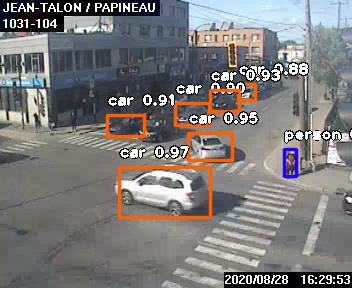 JEAN-TALON / PAPINEAU
1031-104
car 0.88
car 0.93
car 0.90
car 0.91
car 0.95
person
car 0.97
2020/08/28 16:29:53